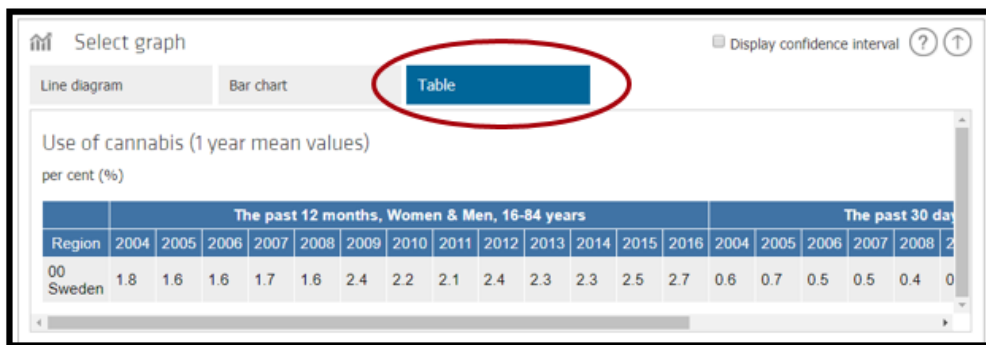 Select graph
Display confidence interval ? ↑
Line diagram Bar chart Table
Use of cannabis (1 year mean values)
per cent (%)
The past 12 months, Women & Men, 16-84 years The past 30
Region 2004 2005 2006 2007 2008 2009 2010 2011 2012 2013 2014 2015 2016 2004 2005 2006 2007 2008
00 Sweden 1.8 1.6 1.6 1.7 1.6 2.4 2.2 2.1 2.4 2.3 2.3 2.5 2.7 0.6 0.7 0.5 0.5 0.4